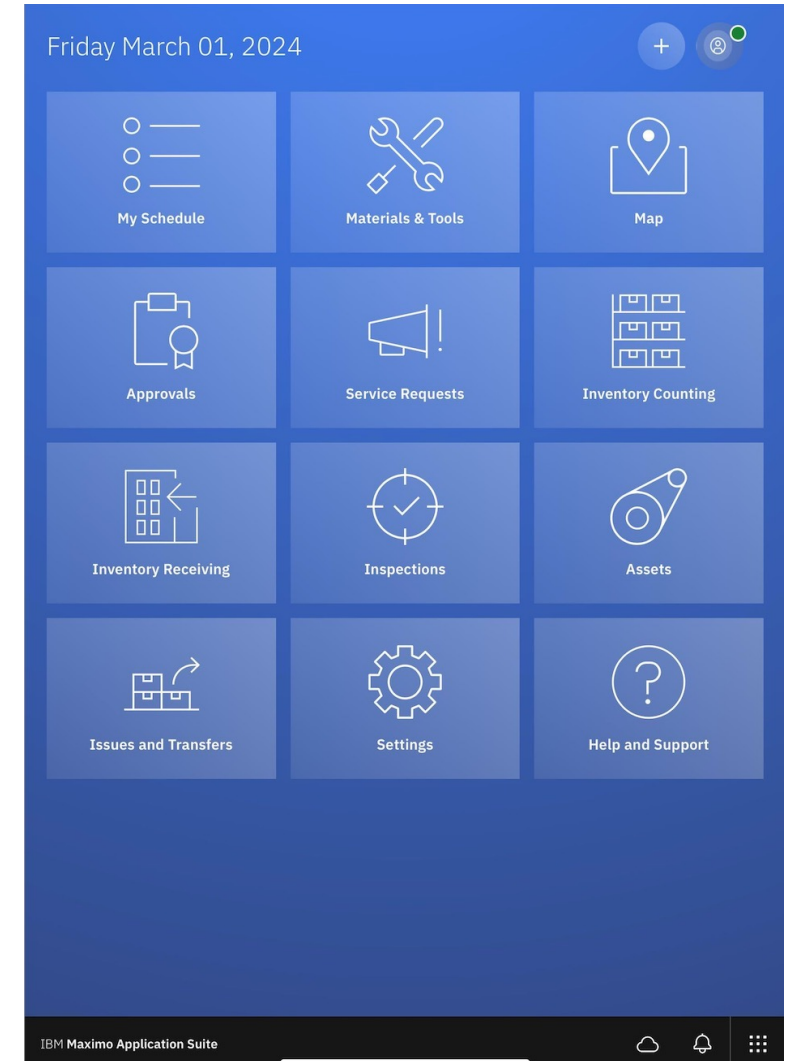 Friday March 01, 2024
My Schedule
Materials & Tools
Map
Approvals
Service Requests
Inventory Counting
Inventory Receiving
Inspections
Assets
Issues and Transfers
Settings
Help and Support
IBM Maximo Application Suite